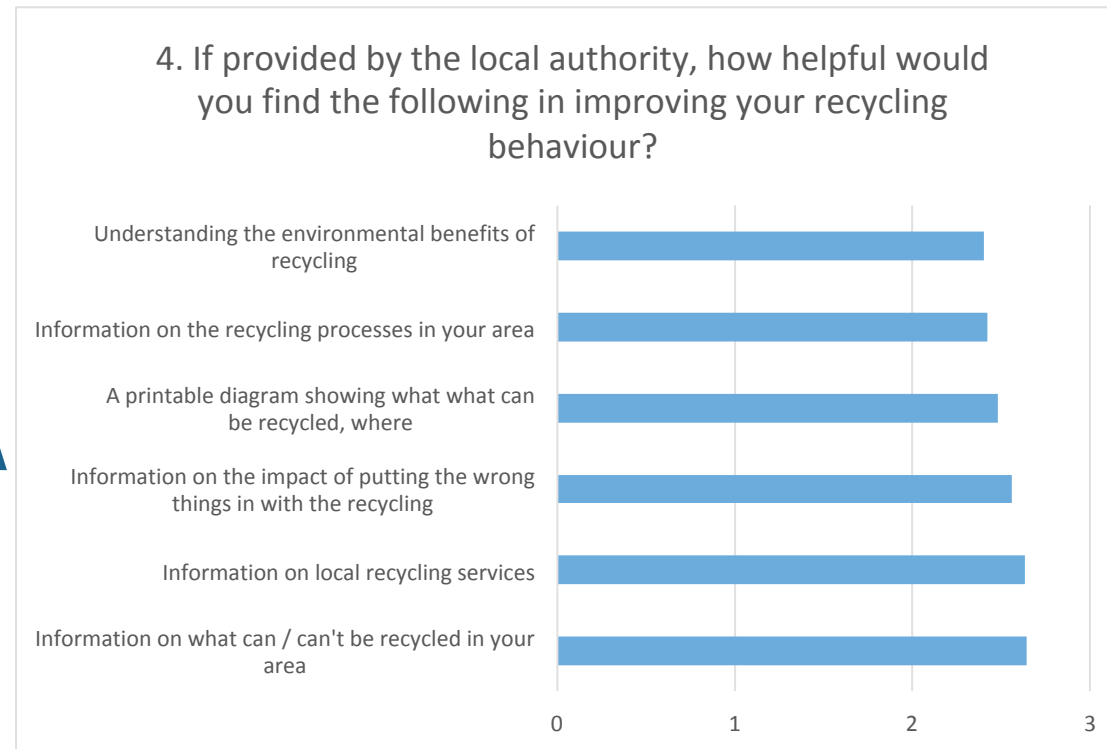 4. If provided by the local authority, how helpful would
you find the following in improving your recycling
behaviour?
Understanding the environmental benefits of
recycling
Information on the recycling processes in your area
A printable diagram showing what what can
be recycled, where
Information on the impact of putting the wrong
things in with the recycling
Information on local recycling services
Information on what can / can't be recycled in your
area
0 1 2 3